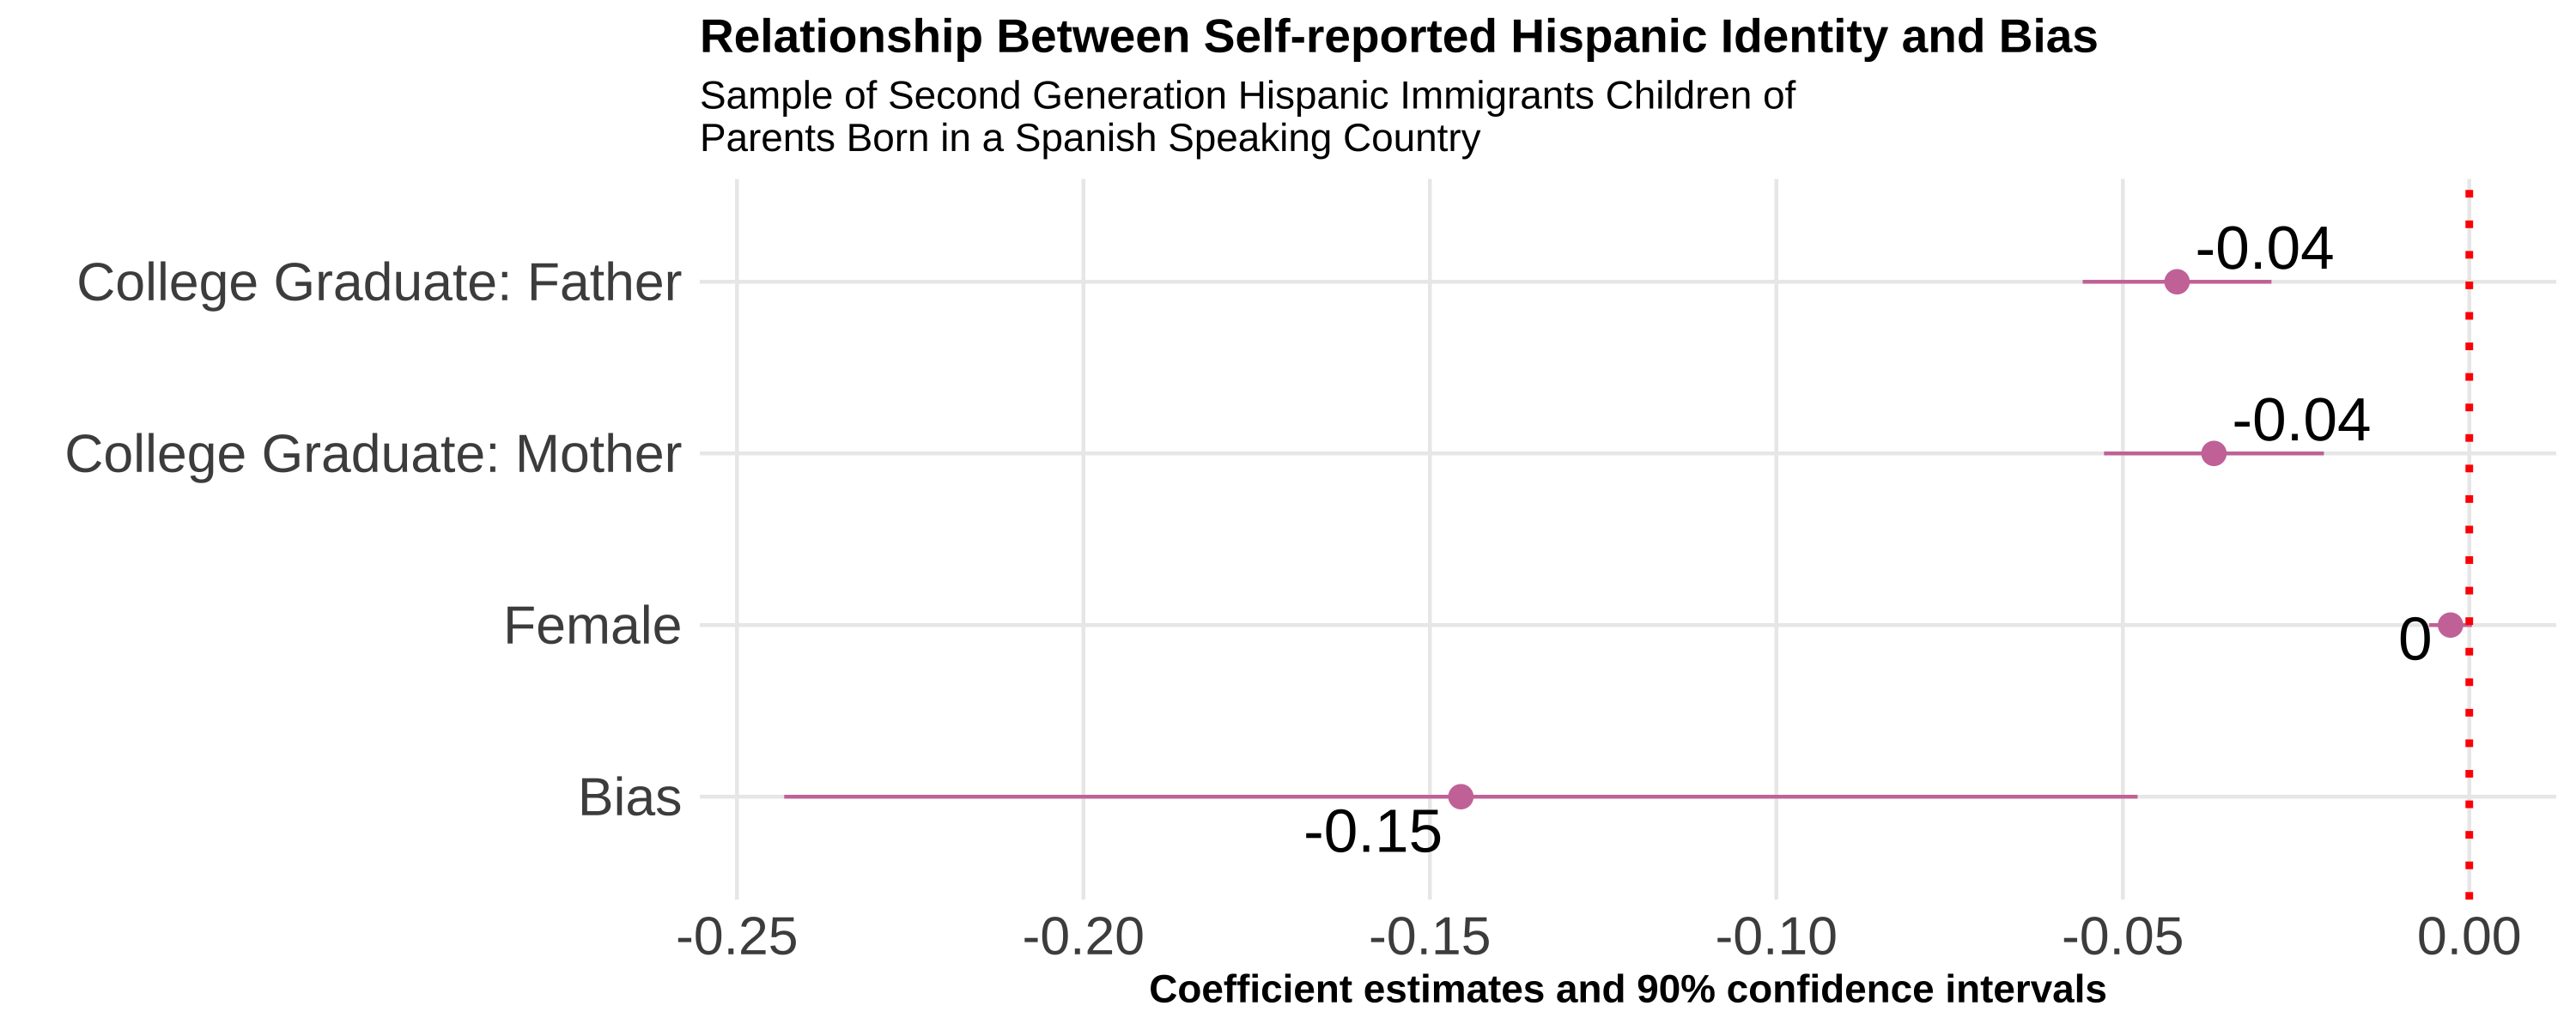 Relationship Between Self-reported Hispanic Identity and Bias
Sample of Second Generation Hispanic Immigrants Children of
Parents Born in a Spanish Speaking Country
College Graduate: Father
-0.04
College Graduate: Mother
-0.04
Female
0
Bias
-0.15
-0.25 -0.20 -0.15 -0.10 -0.05 0.00
Coefficient estimates and 90% confidence intervals